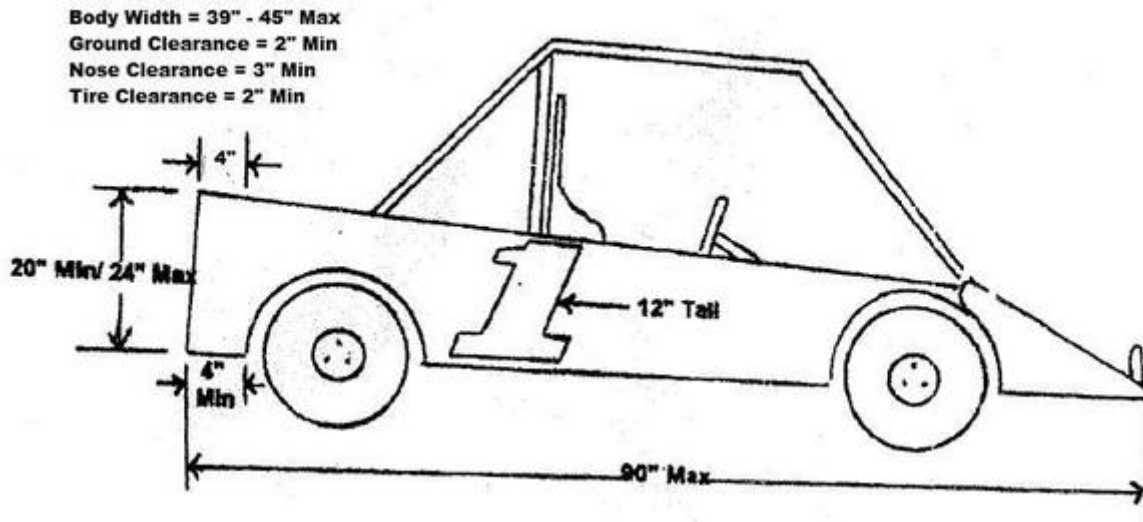 Body Width = 39" - 45" Max
Ground Clearance = 2" Min
Nose Clearance = 3" Min
Tire Clearance = 2" Min
4"
20" Min/ 24" Max
1
12" Tall
4"
Min
90" Max